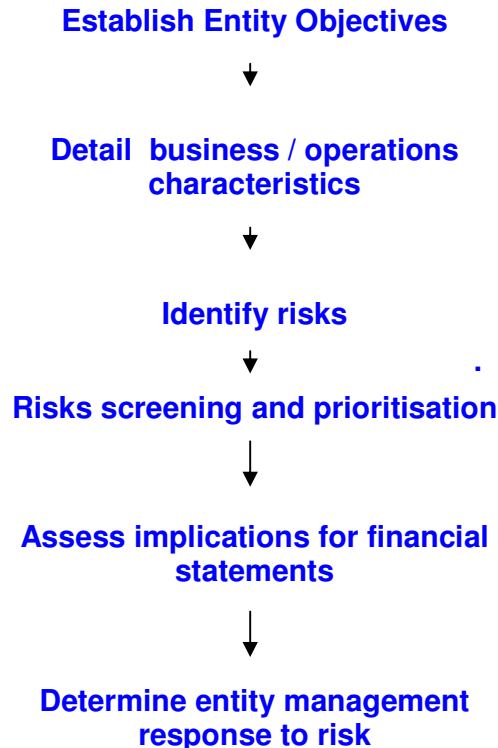 Establish Entity Objectives
Detail business / operations
characteristics
Identify risks
.
Risks screening and prioritisation
Assess implications for financial
statements
Determine entity management
response to risk